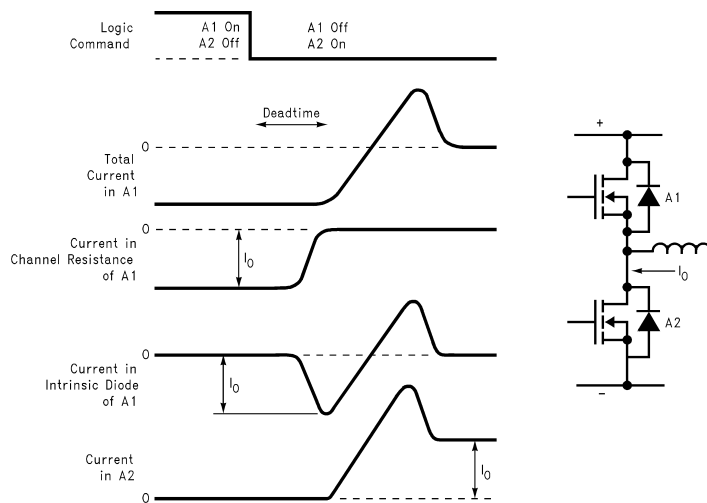 Logic
Command
A1 On
A2 Off
A1 Off
A2 On
Deadtime
0
Total
Current
in A1
0
Current in
Channel Resistance
of A1
I0
0
Current in
Intrinsic Diode
of A1
I0
Current
in A2
0
I0
+
A1
I0
A2
–